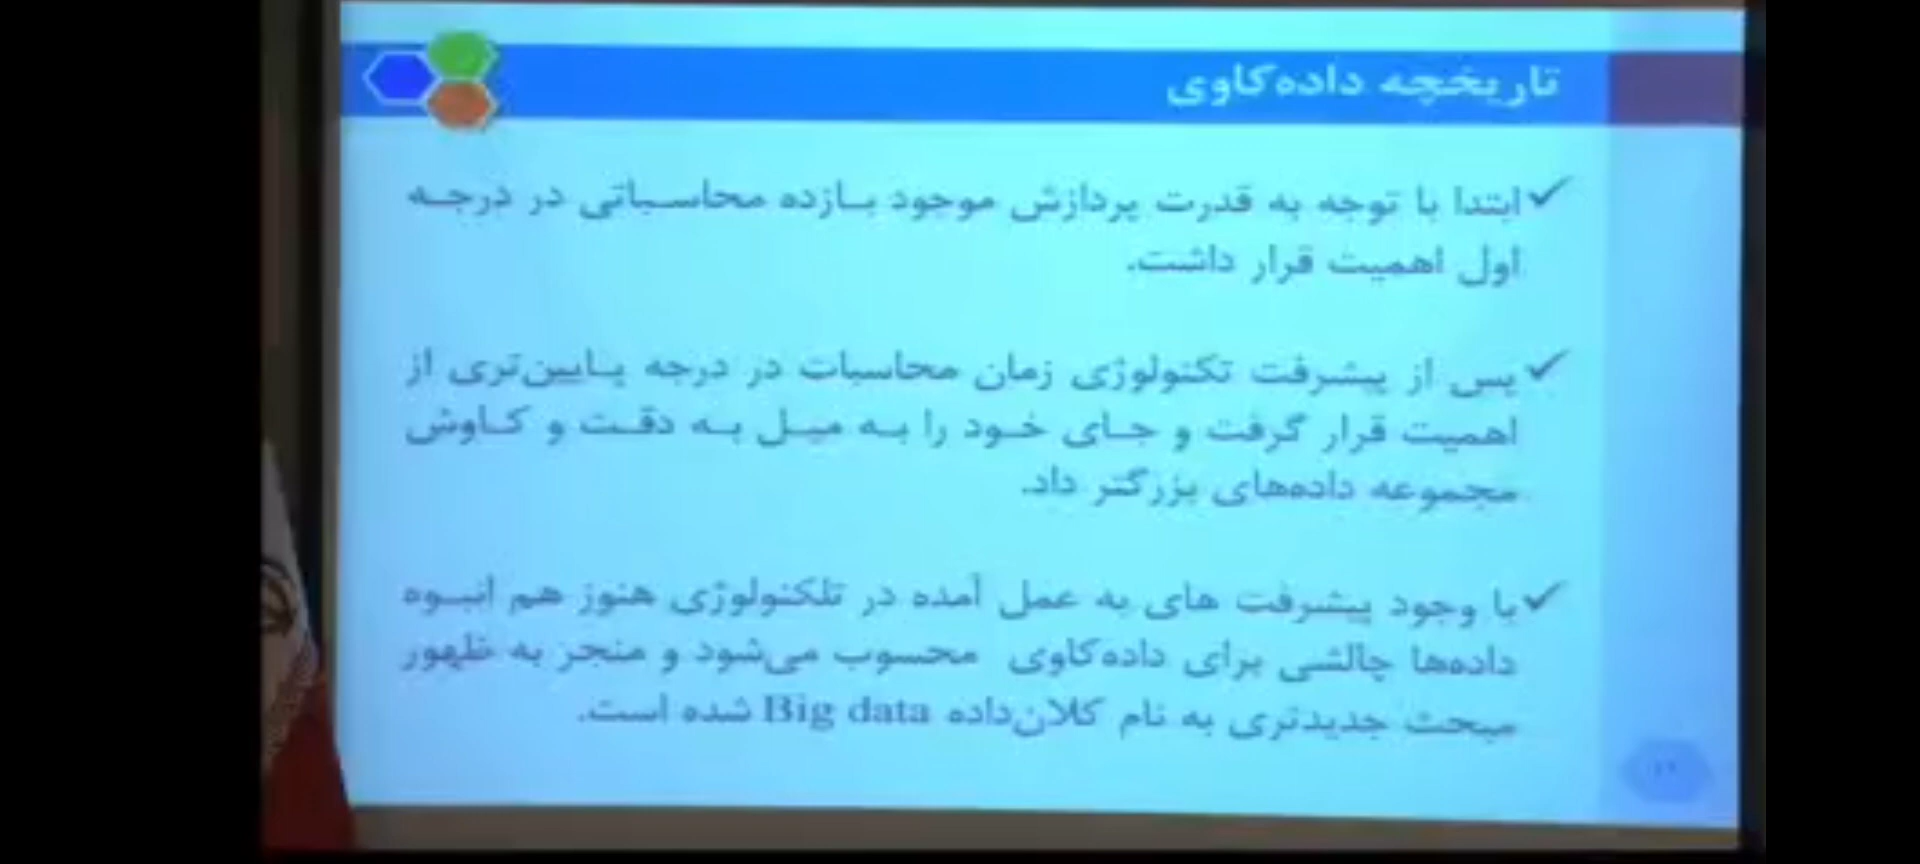 تاریخچه داده‌کاوی
ابتدا با توجه به قدرت پردازش موجود بازده محاسباتی در درجه
اول اهمیت قرار داشت.
پس از پیشرفت تکنولوژی زمان محاسبات در درجه پایین‌تری از
اهمیت قرار گرفت و جای خود را به میل به دقت و کاوش
مجموعه داده‌های بزرگتر داد.
با وجود پیشرفت های به عمل آمده در تلکنولوژی هنوز هم انبوه
داده‌ها چالشی برای داده‌کاوی محسوب می‌شود و منجر به ظهور
مبحث جدیدتری به نام کلان‌داده Big data شده است.